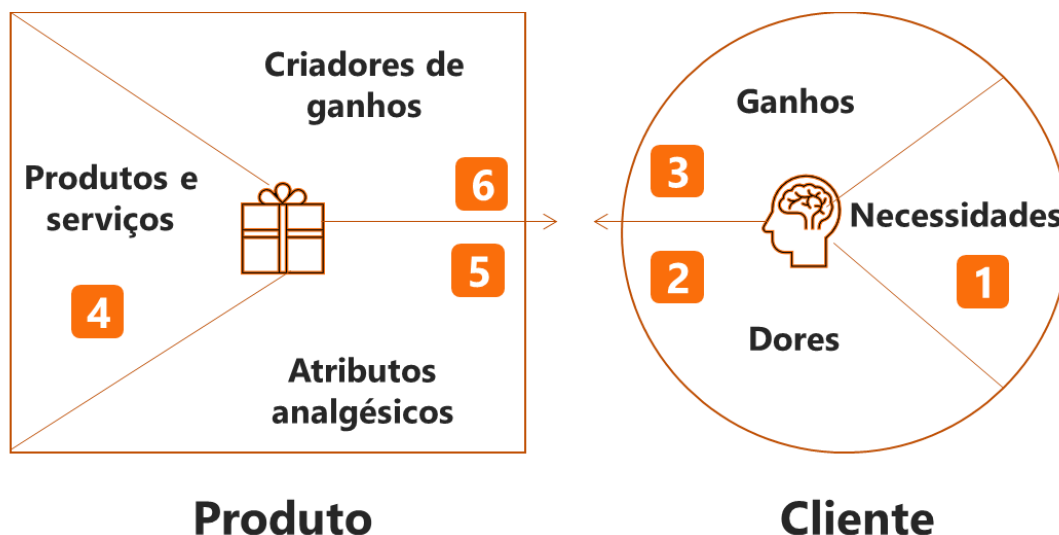 Criadores de
ganhos
Produtos e
serviços
6
5
4
Atributos
analgésicos
Produto
Ganhos
3
Necessidades
2
1
Dores
Cliente